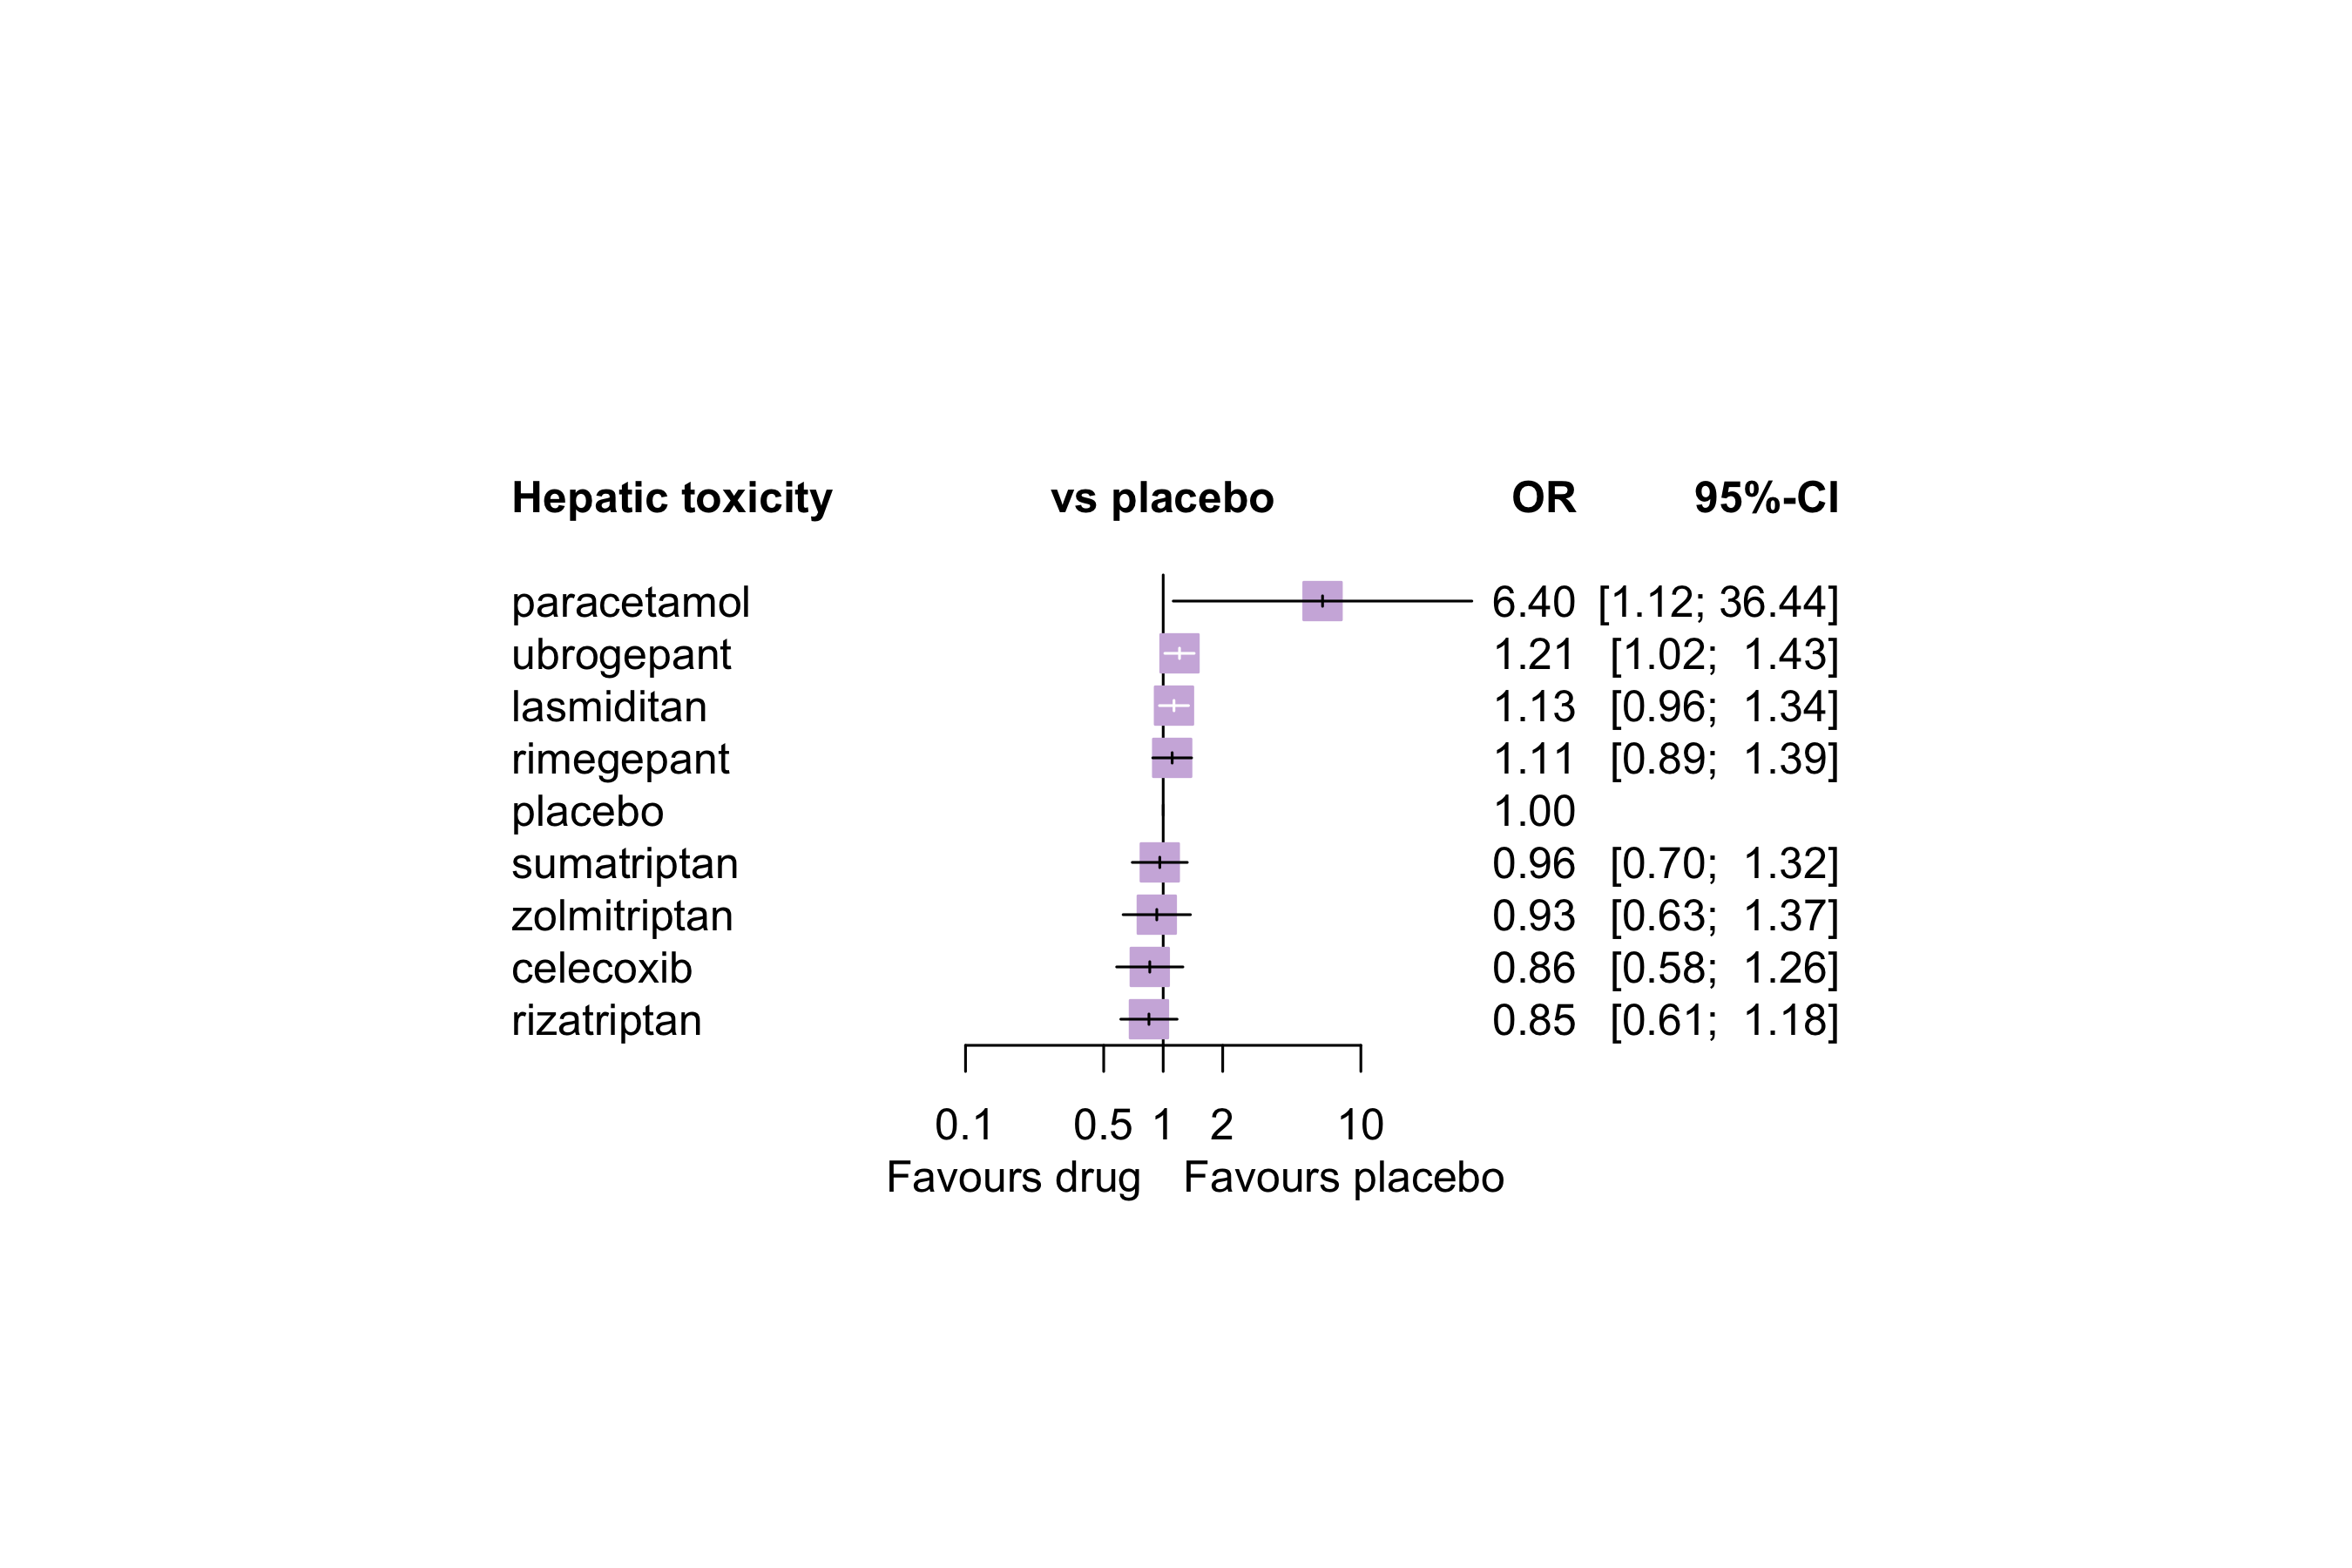 Hepatic toxicity vs placebo OR 95%-CI
paracetamol 6.40 [1.12; 36.44]
ubrogepant 1.21 [1.02; 1.43]
lasmiditan 1.13 [0.96; 1.34]
rimegepant 1.11 [0.89; 1.39]
placebo 1.00
sumatriptan 0.96 [0.70; 1.32]
zolmitriptan 0.93 [0.63; 1.37]
celecoxib 0.86 [0.58; 1.26]
rizatriptan 0.85 [0.61; 1.18]
0.1 0.5 1 2 10
Favours drug Favours placebo